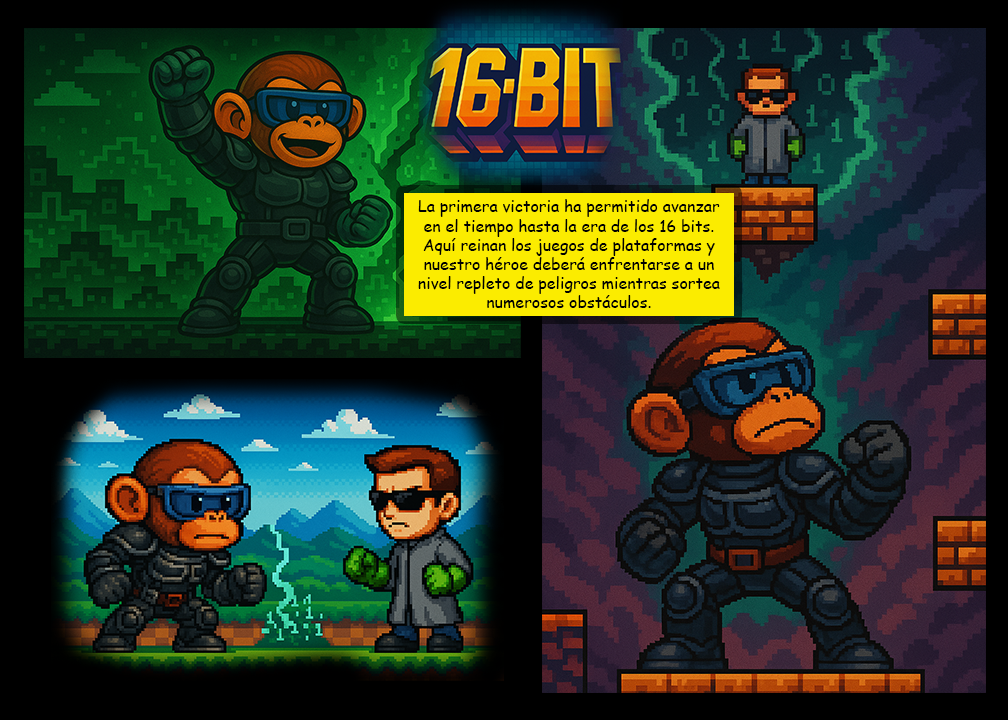 16·BIT
La primera victoria ha permitido avanzar
en el tiempo hasta la era de los 16 bits.
Aquí reinan los juegos de plataformas y
nuestro héroe deberá enfrentarse a un
nivel repleto de peligros mientras sortea
numerosos obstáculos.